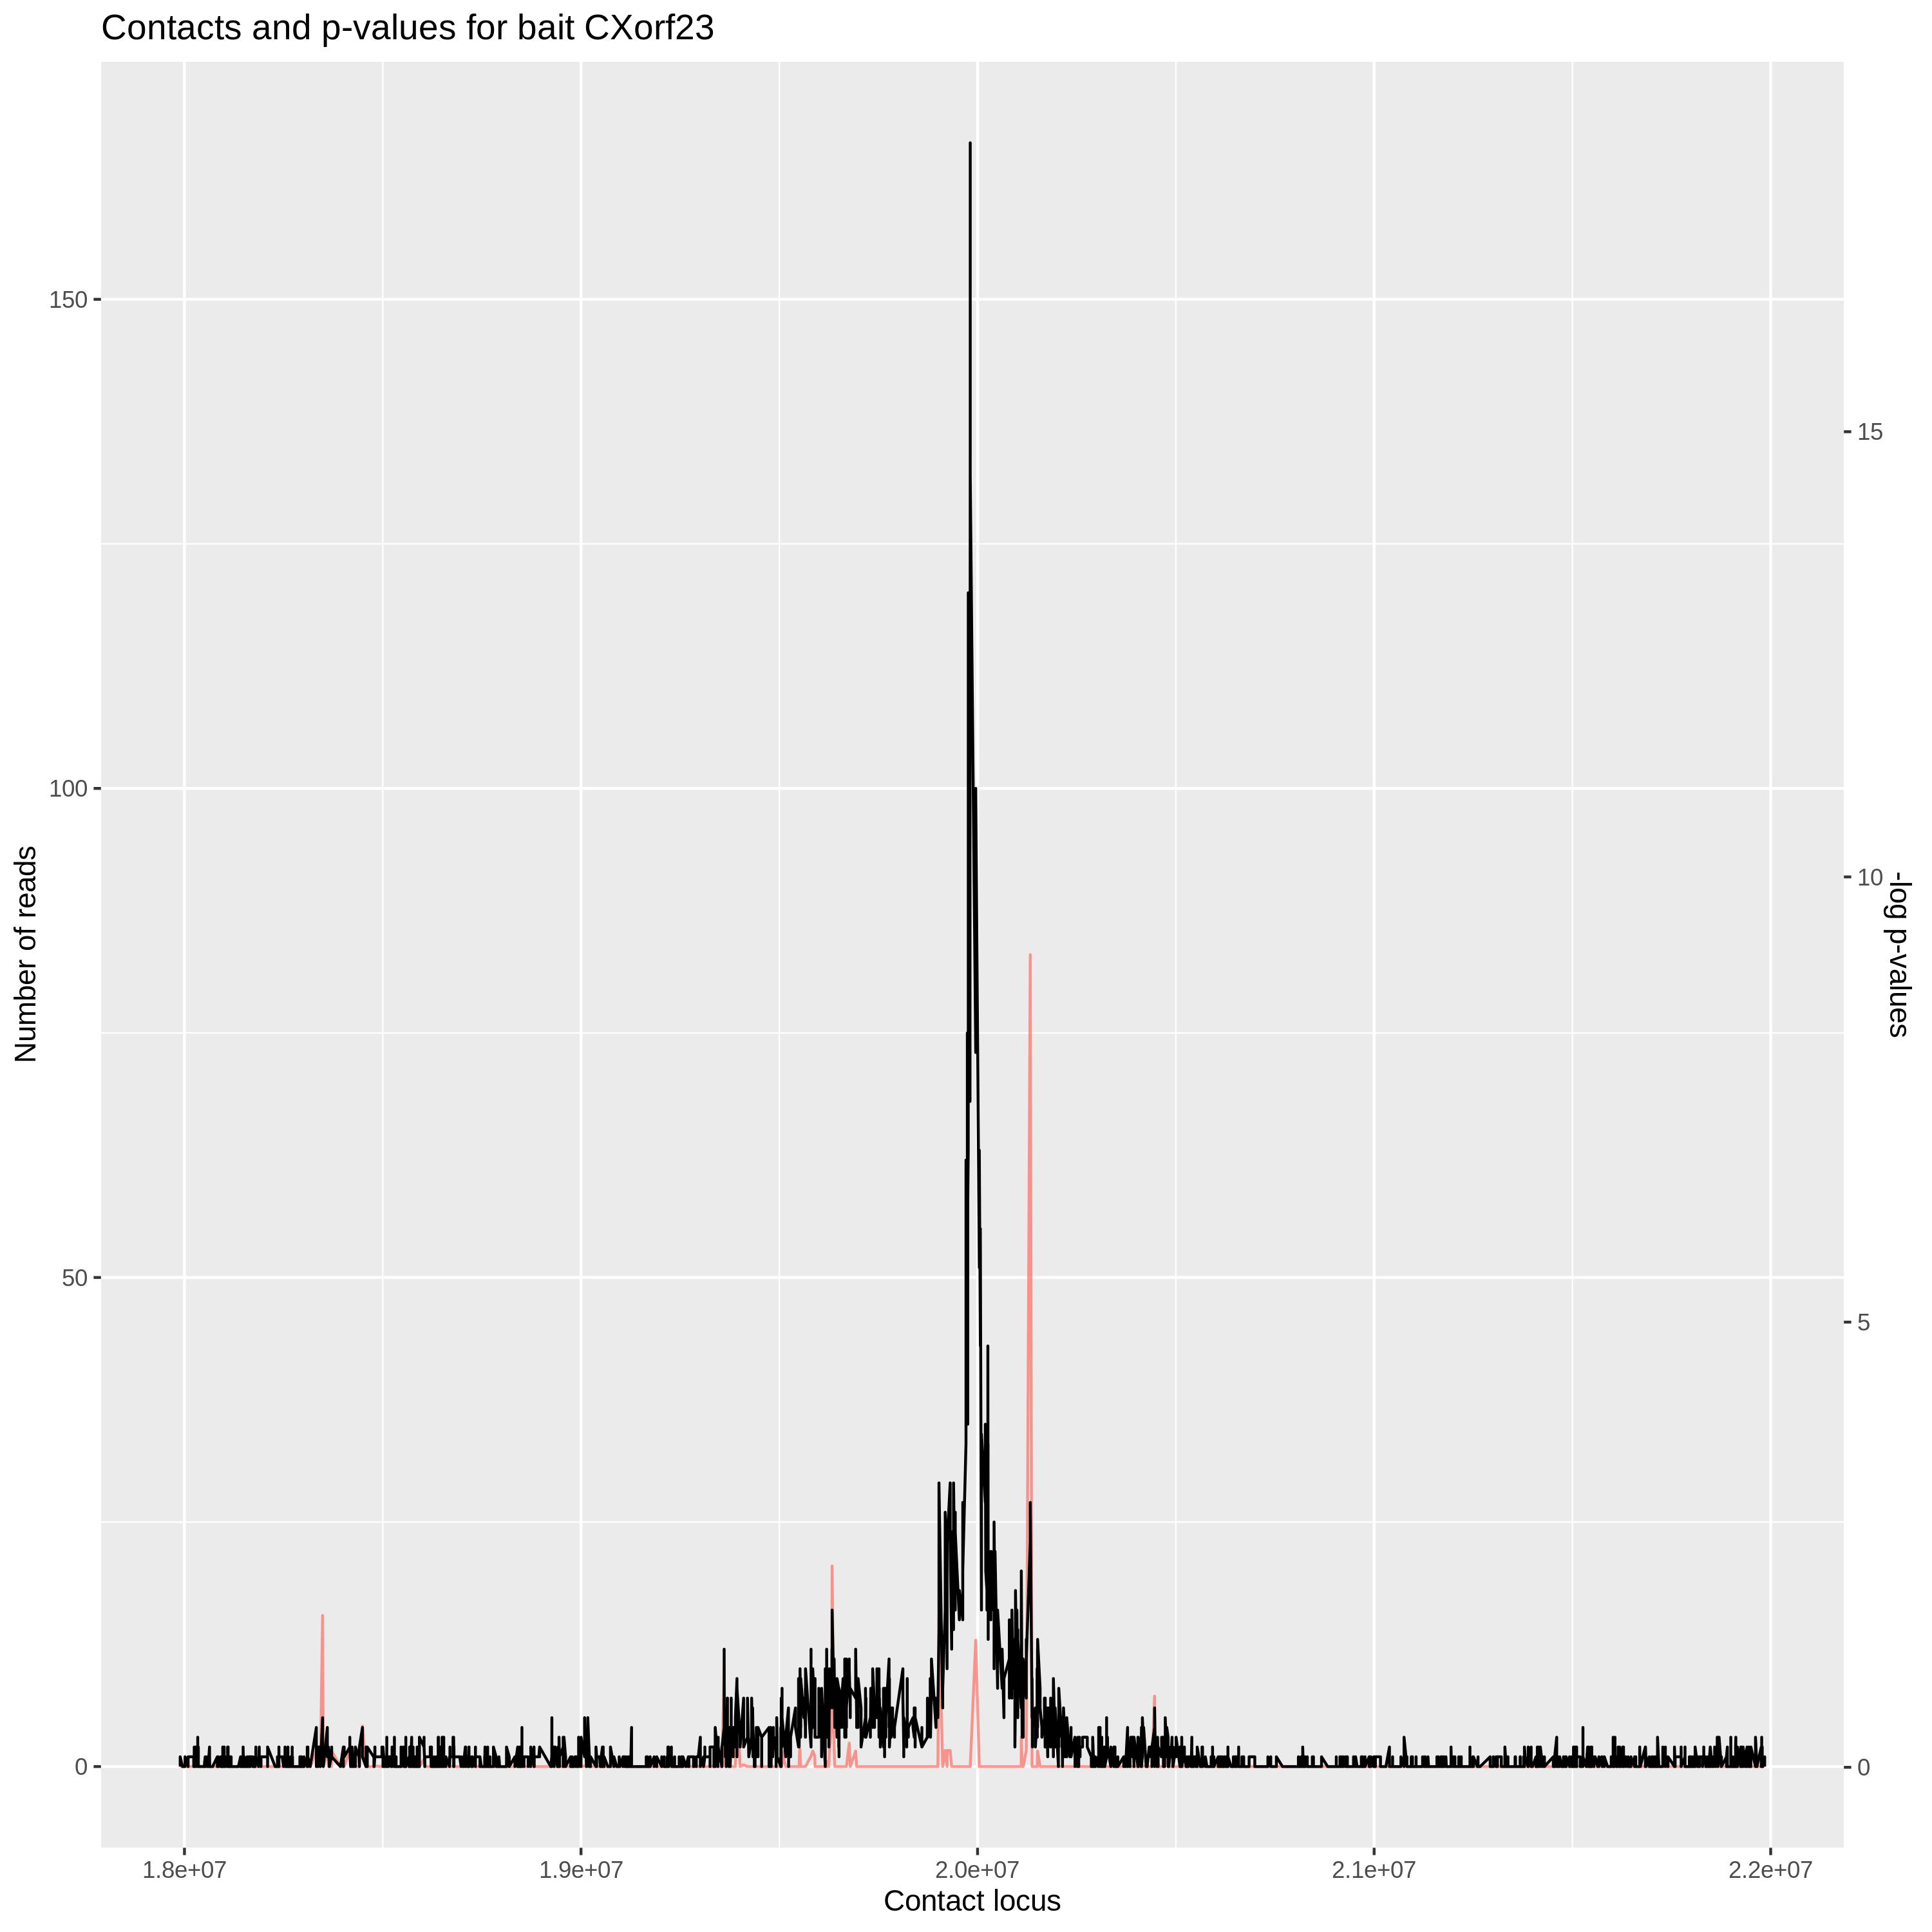 Contacts and p-values for bait CXorf23
150
100
50
0
Number of reads
15
10
5
0
-log p-values
1.8e+07
1.9e+07
2.0e+07
2.1e+07
2.2e+07
Contact locus